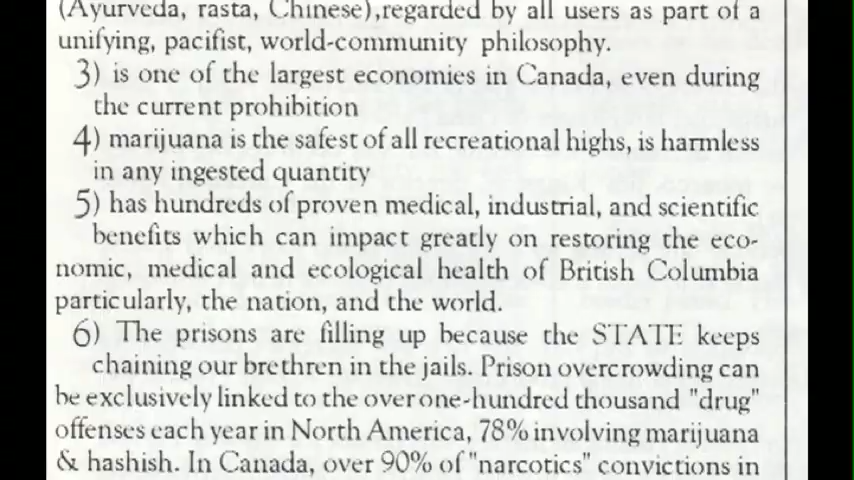 (Ayurveda, rasta, Chinese),regarded by all users as part of a
unifying, pacifist, world-community philosophy.
3) is one of the largest economies in Canada, even during
the current prohibition
4) marijuana is the safest of all recreational highs, is harmless
in any ingested quantity
5) has hundreds of proven medical, industrial, and scientific
benefits which can impact greatly on restoring the eco-
nomic, medical and ecological health of British Columbia
particularly, the nation, and the world.
6) The prisons are filling up because the STATE keeps
chaining our brethren in the jails. Prison overcrowding can
be exclusively linked to the over one-hundred thousand "drug"
offenses each year in North America, 78% involving marijuana
& hashish. In Canada, over 90% of "narcotics" convictions in